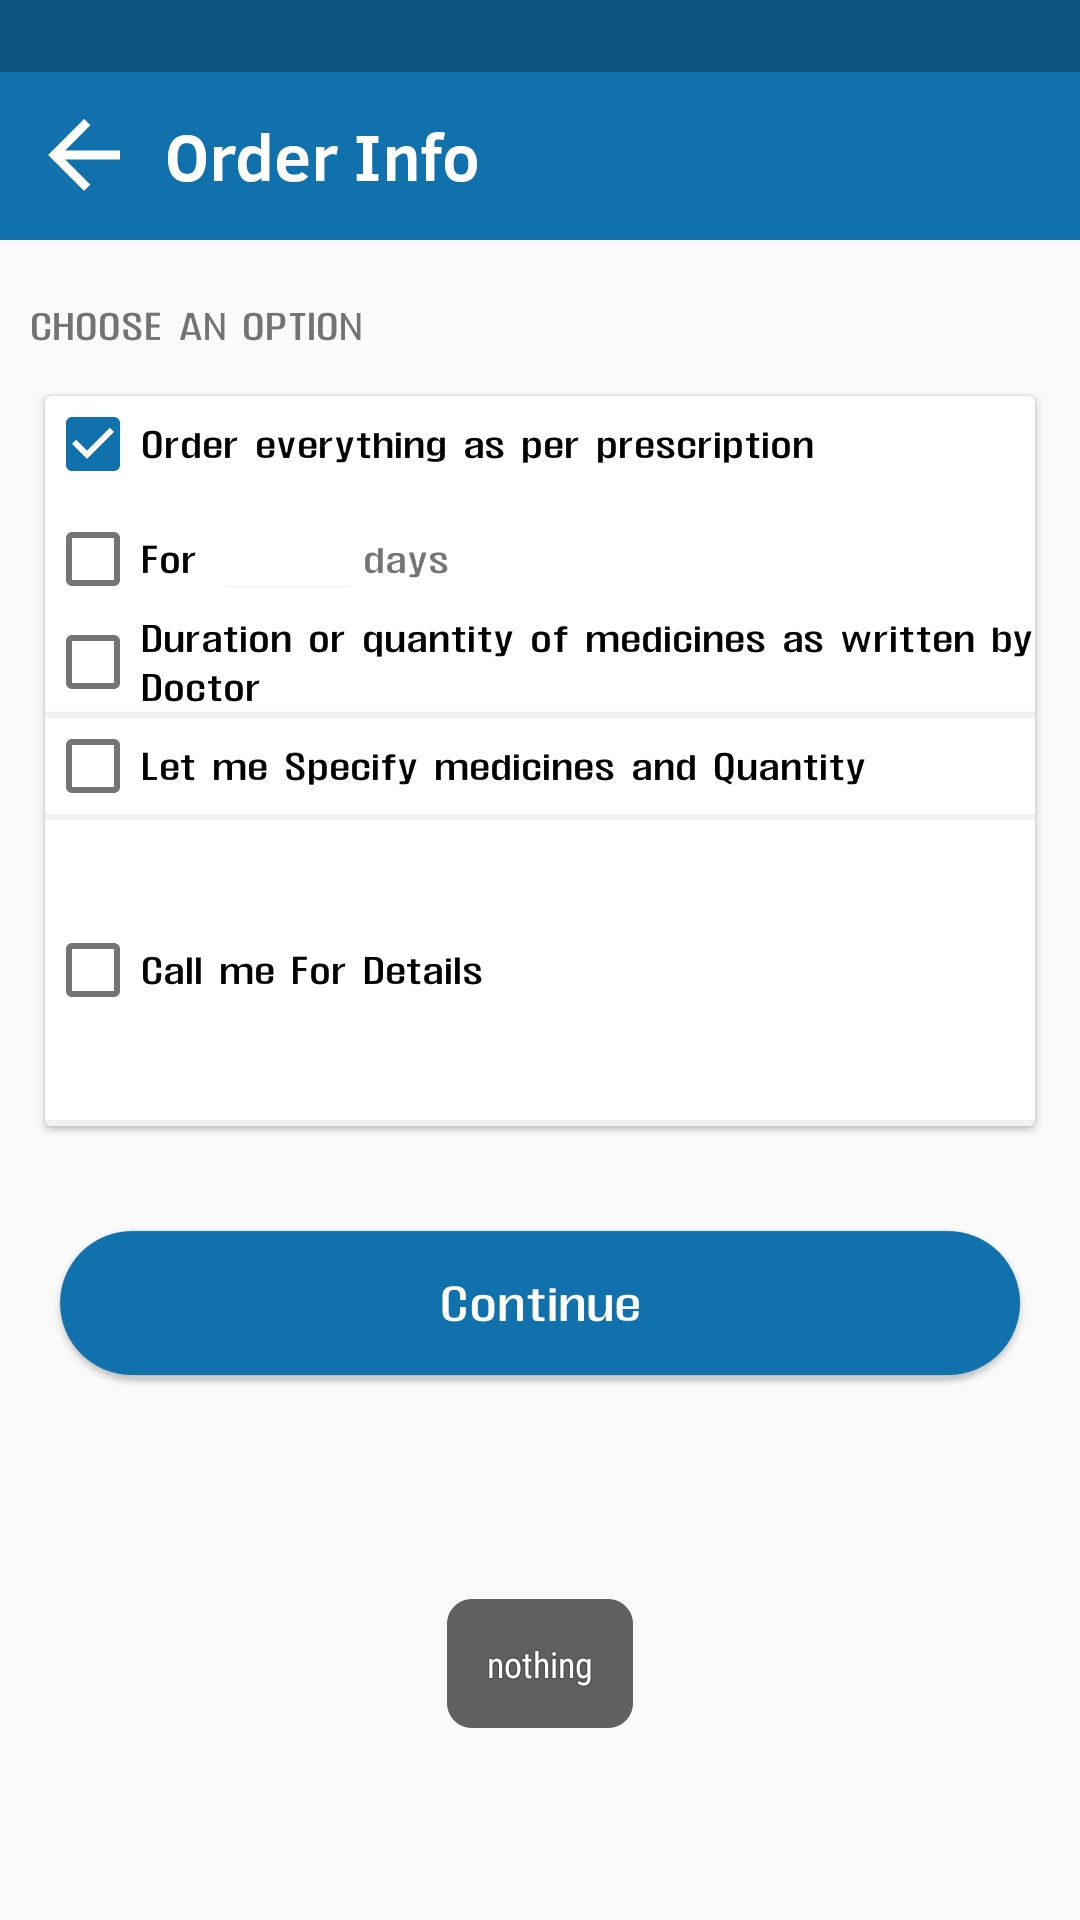 Order Info
CHOOSE AN OPTION
Order everything as per prescription
For days
Duration or quantity of medicines as written by
Doctor
Let me Specify medicines and Quantity
Call me For Details
Continue
nothing